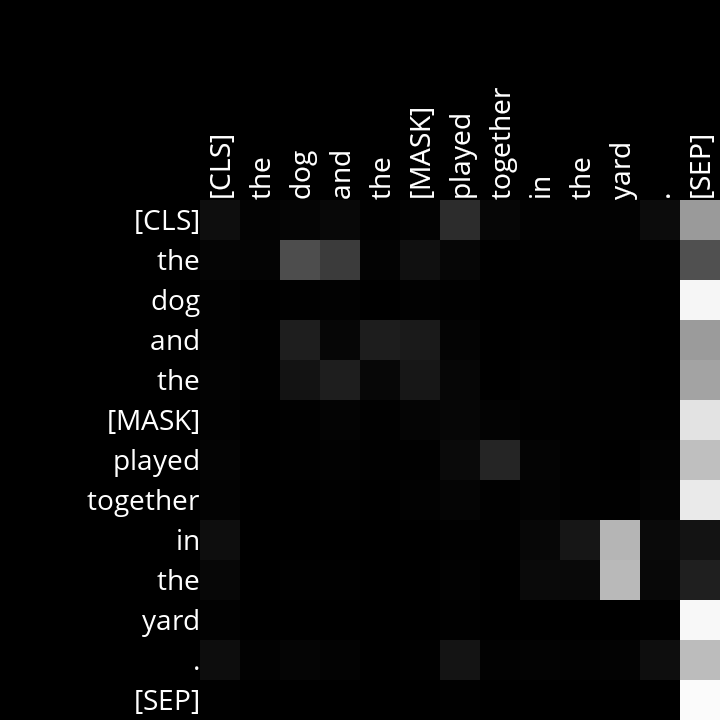 [CLS] the dog and the [MASK] played together in the yard . [SEP]
[CLS]
the
dog
and
the
[MASK]
played
together
in
the
yard
.
[SEP]